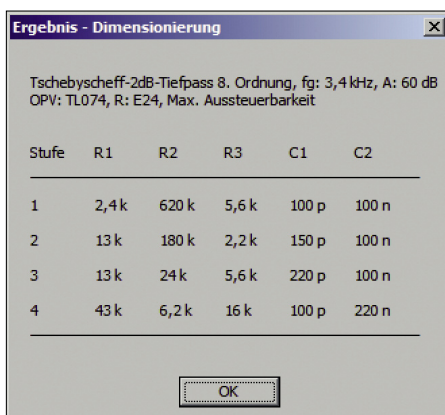 Ergebnis - Dimensionierung
Tschebyscheff-2dB-Tiefpass 8. Ordnung, fg: 3,4 kHz, A: 60 dB
OPV: TL074, R: E24, Max. Aussteuerbarkeit
Stufe R1 R2 R3 C1 C2
1 2,4 k 620 k 5,6 k 100 p 100 n
2 13 k 180 k 2,2 k 150 p 100 n
3 13 k 24 k 5,6 k 220 p 100 n
4 43 k 6,2 k 16 k 100 p 220 n
OK